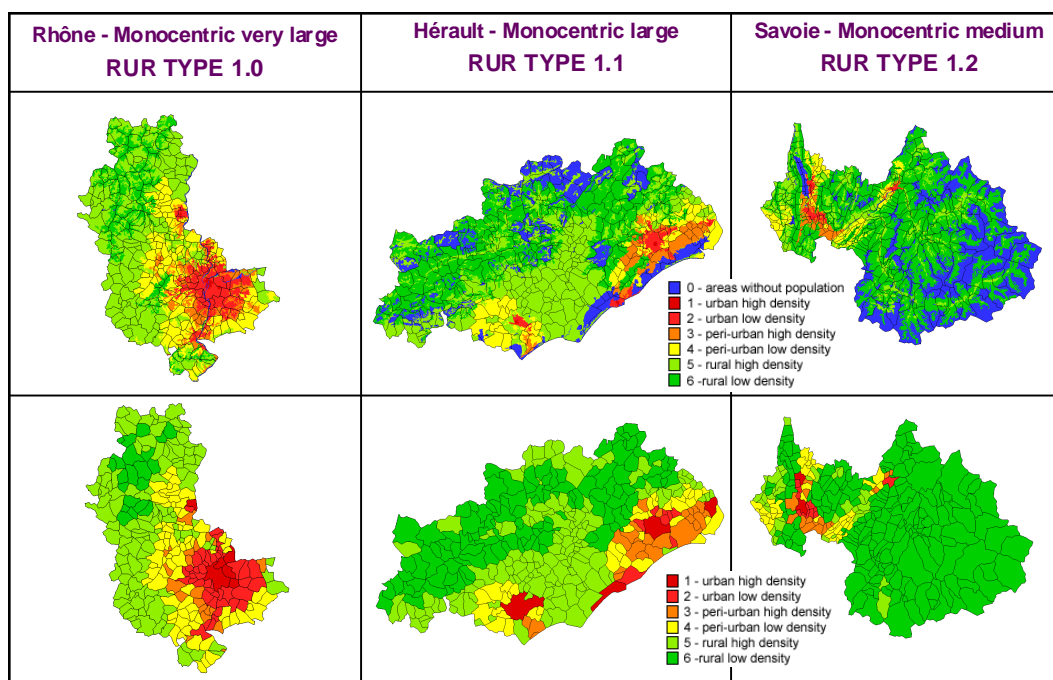 Rhône - Monocentric very large
RUR TYPE 1.0
Hérault - Monocentric large
RUR TYPE 1.1
Savoie - Monocentric medium
RUR TYPE 1.2
0 - areas without population
1 - urban high density
2 - urban low density
3 - peri-urban high density
4 - peri-urban low density
5 - rural high density
6 -rural low density
1 - urban high density
2 - urban low density
3 - peri-urban high density
4 - peri-urban low density
5 - rural high density
6 -rural low density